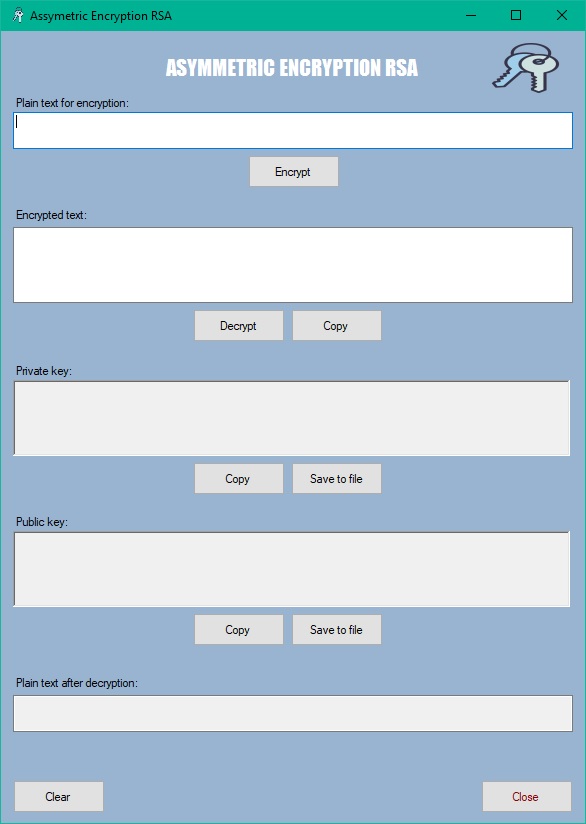 Assymetric Encryption RSA
ASYMMETRIC ENCRYPTION RSA
Plain text for encryption:
Encrypt
Encrypted text:
Decrypt Copy
Private key:
Copy Save to file
Public key:
Copy Save to file
Plain text after decryption:
Clear Close